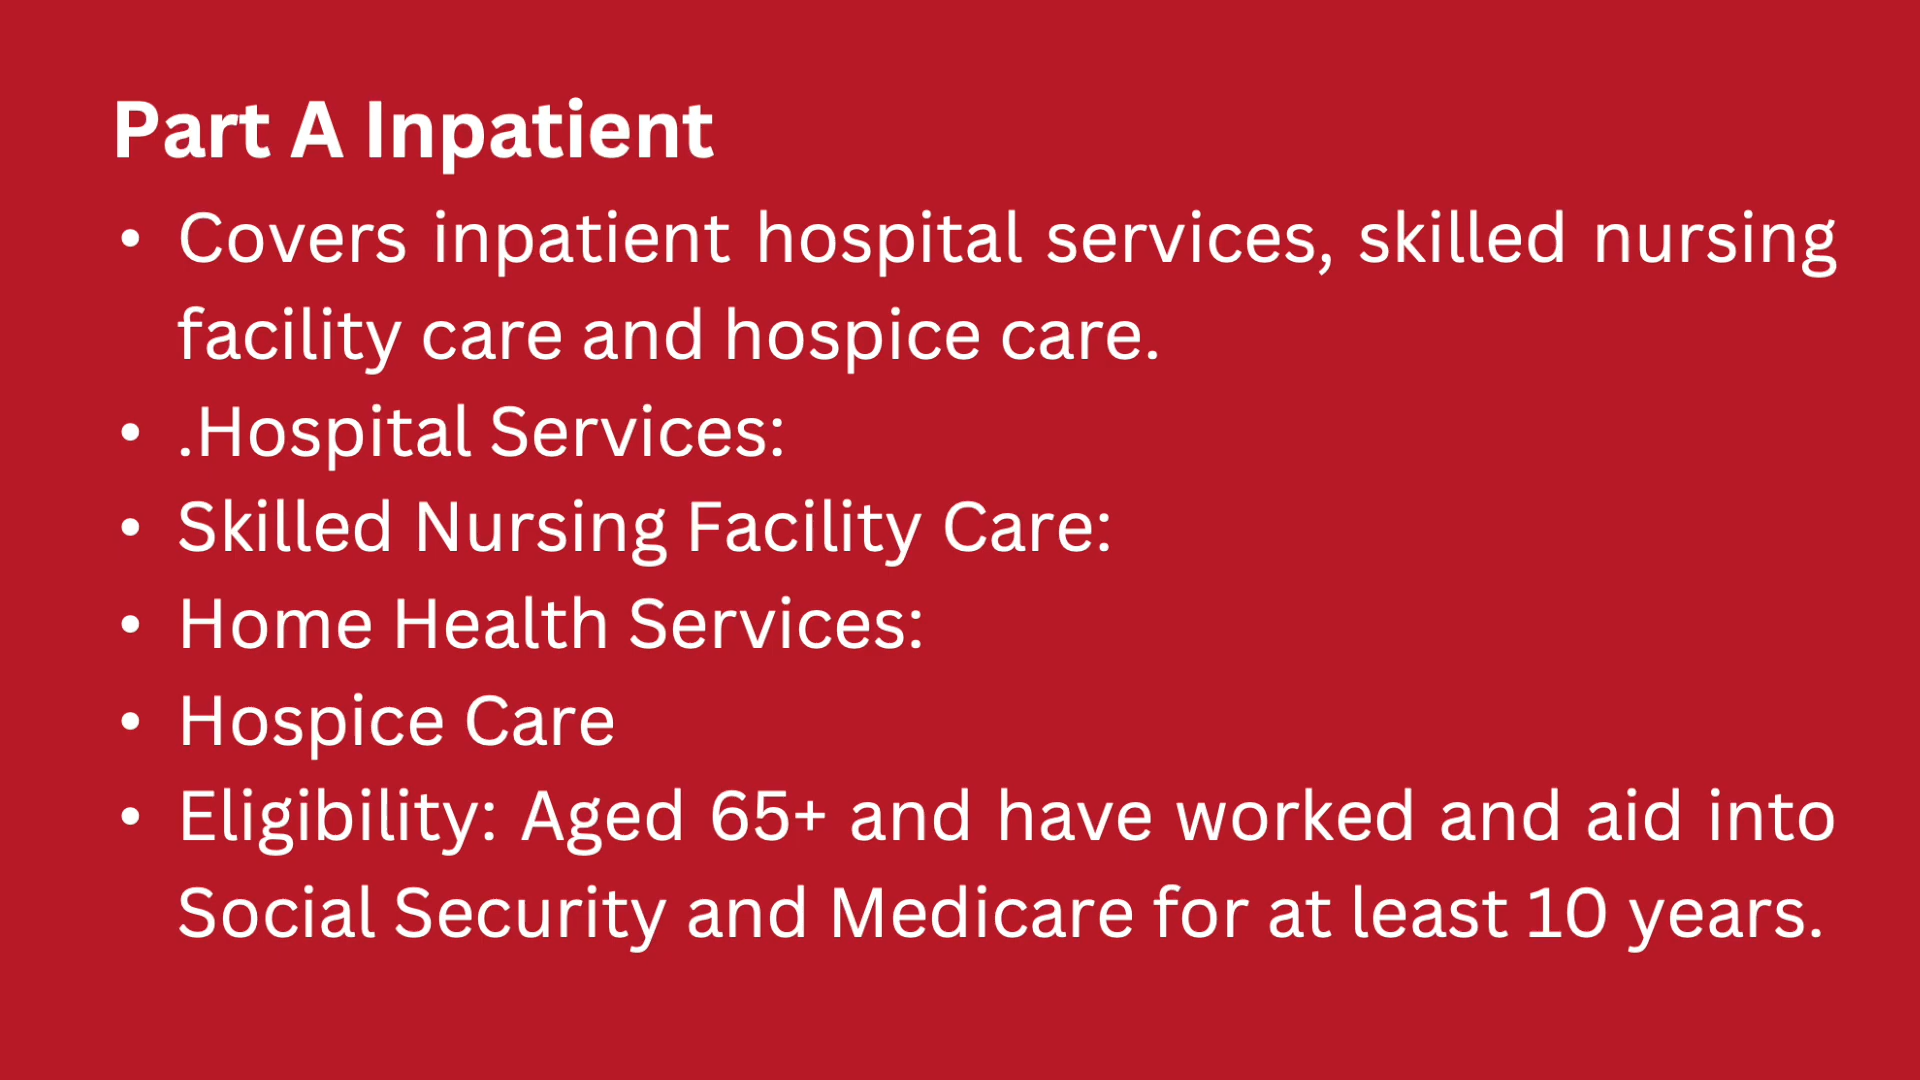 Part A Inpatient
• Covers inpatient hospital services, skilled nursing
facility care and hospice care.
• .Hospital Services:
• Skilled Nursing Facility Care:
• Home Health Services:
• Hospice Care
• Eligibility: Aged 65+ and have worked and aid into
Social Security and Medicare for at least 10 years.